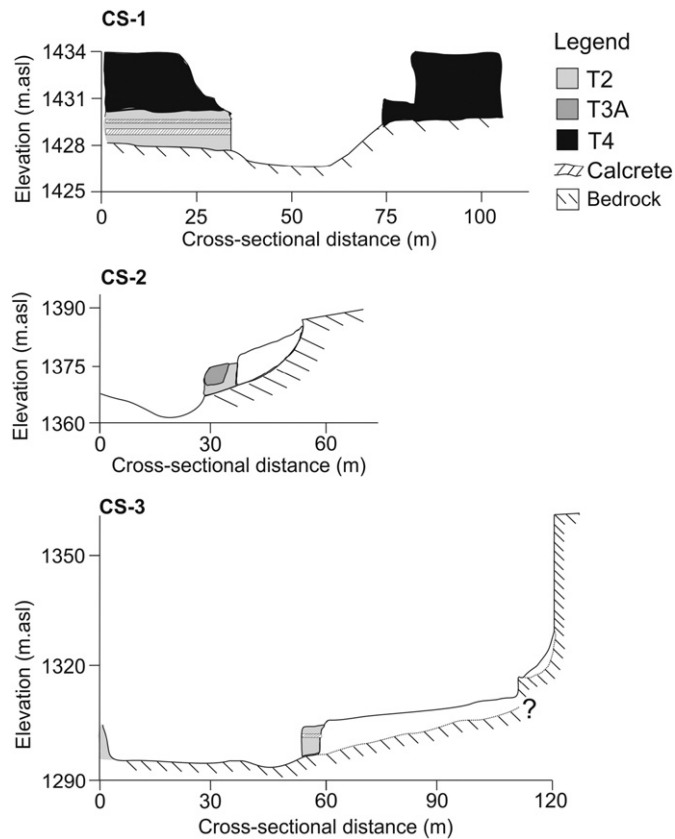 CS-1
Elevation (m.asl)
1434
1431
1428
1425
0 25 50 75 100
Cross-sectional distance (m)
Legend
T2
T3A
T4
Calcrete
Bedrock
CS-2
Elevation (m.asl)
1390
1375
1360
0 30 60
Cross-sectional distance (m)
CS-3
Elevation (m.asl)
1350
1320
1290
?
0 30 60 90 120
Cross-sectional distance (m)